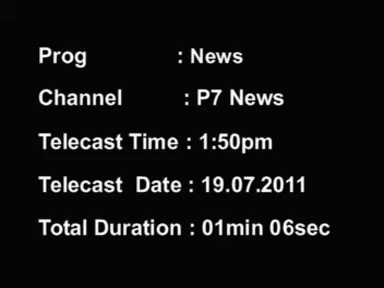 Prog : News
Channel : P7 News
Telecast Time : 1:50pm
Telecast Date : 19.07.2011
Total Duration : 01min 06sec